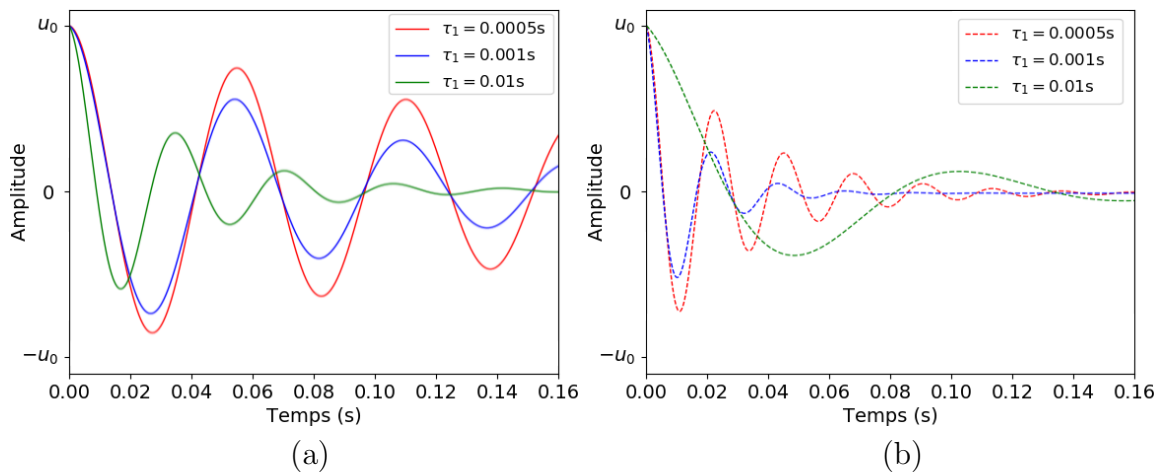 u₀
0
−u₀
Amplitude
0.00 0.02 0.04 0.06 0.08 0.10 0.12 0.14 0.16
Temps (s)
τ₁ = 0.0005s
τ₁ = 0.001s
τ₁ = 0.01s
(a)
u₀
0
−u₀
Amplitude
0.00 0.02 0.04 0.06 0.08 0.10 0.12 0.14 0.16
Temps (s)
τ₁ = 0.0005s
τ₁ = 0.001s
τ₁ = 0.01s
(b)